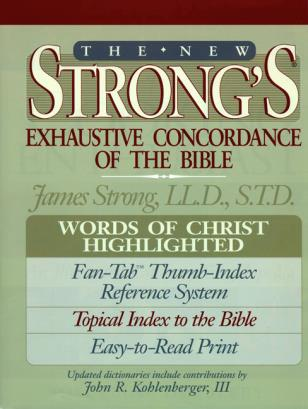 THE • NEW
STRONG'S
EXHAUSTIVE CONCORDANCE
OF THE BIBLE
James Strong, LL.D., S.T.D.
WORDS OF CHRIST
HIGHLIGHTED
Fan-Tab™ Thumb-Index
Reference System
Topical Index to the Bible
Easy-to-Read Print
Updated dictionaries include contributions by
John R. Kohlenberger, III